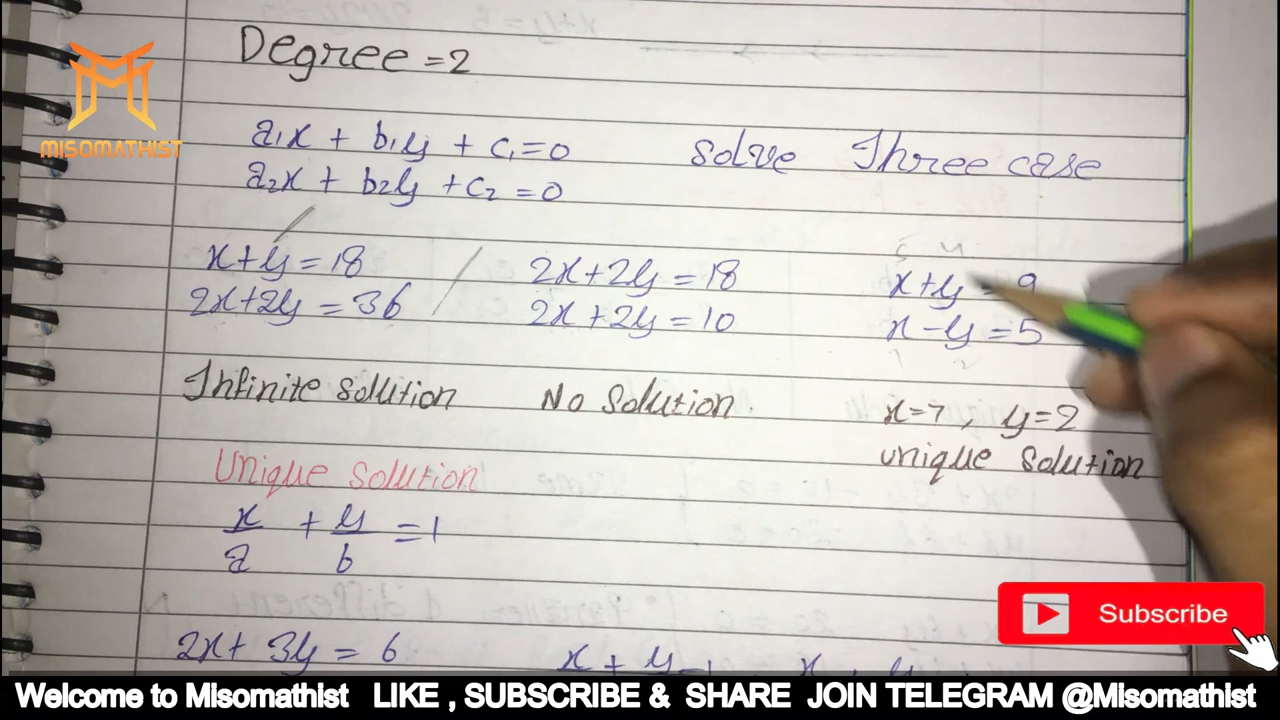 Degree = 2
MISOMATHIST
a₁x + b₁y + c₁ = 0
a₂x + b₂y + c₂ = 0
solve Three case
x+y = 18
2x+2y = 36
2x+2y = 18
2x+2y = 10
x+y = 9
x-y = 5
Infinite solution
No Solution.
x=7, y=2
unique solution
Unique Solution
x/a + y/b = 1
2x+ 3y = 6
Subscribe
Welcome to Misomathist LIKE , SUBSCRIBE & SHARE JOIN TELEGRAM @Misomathist